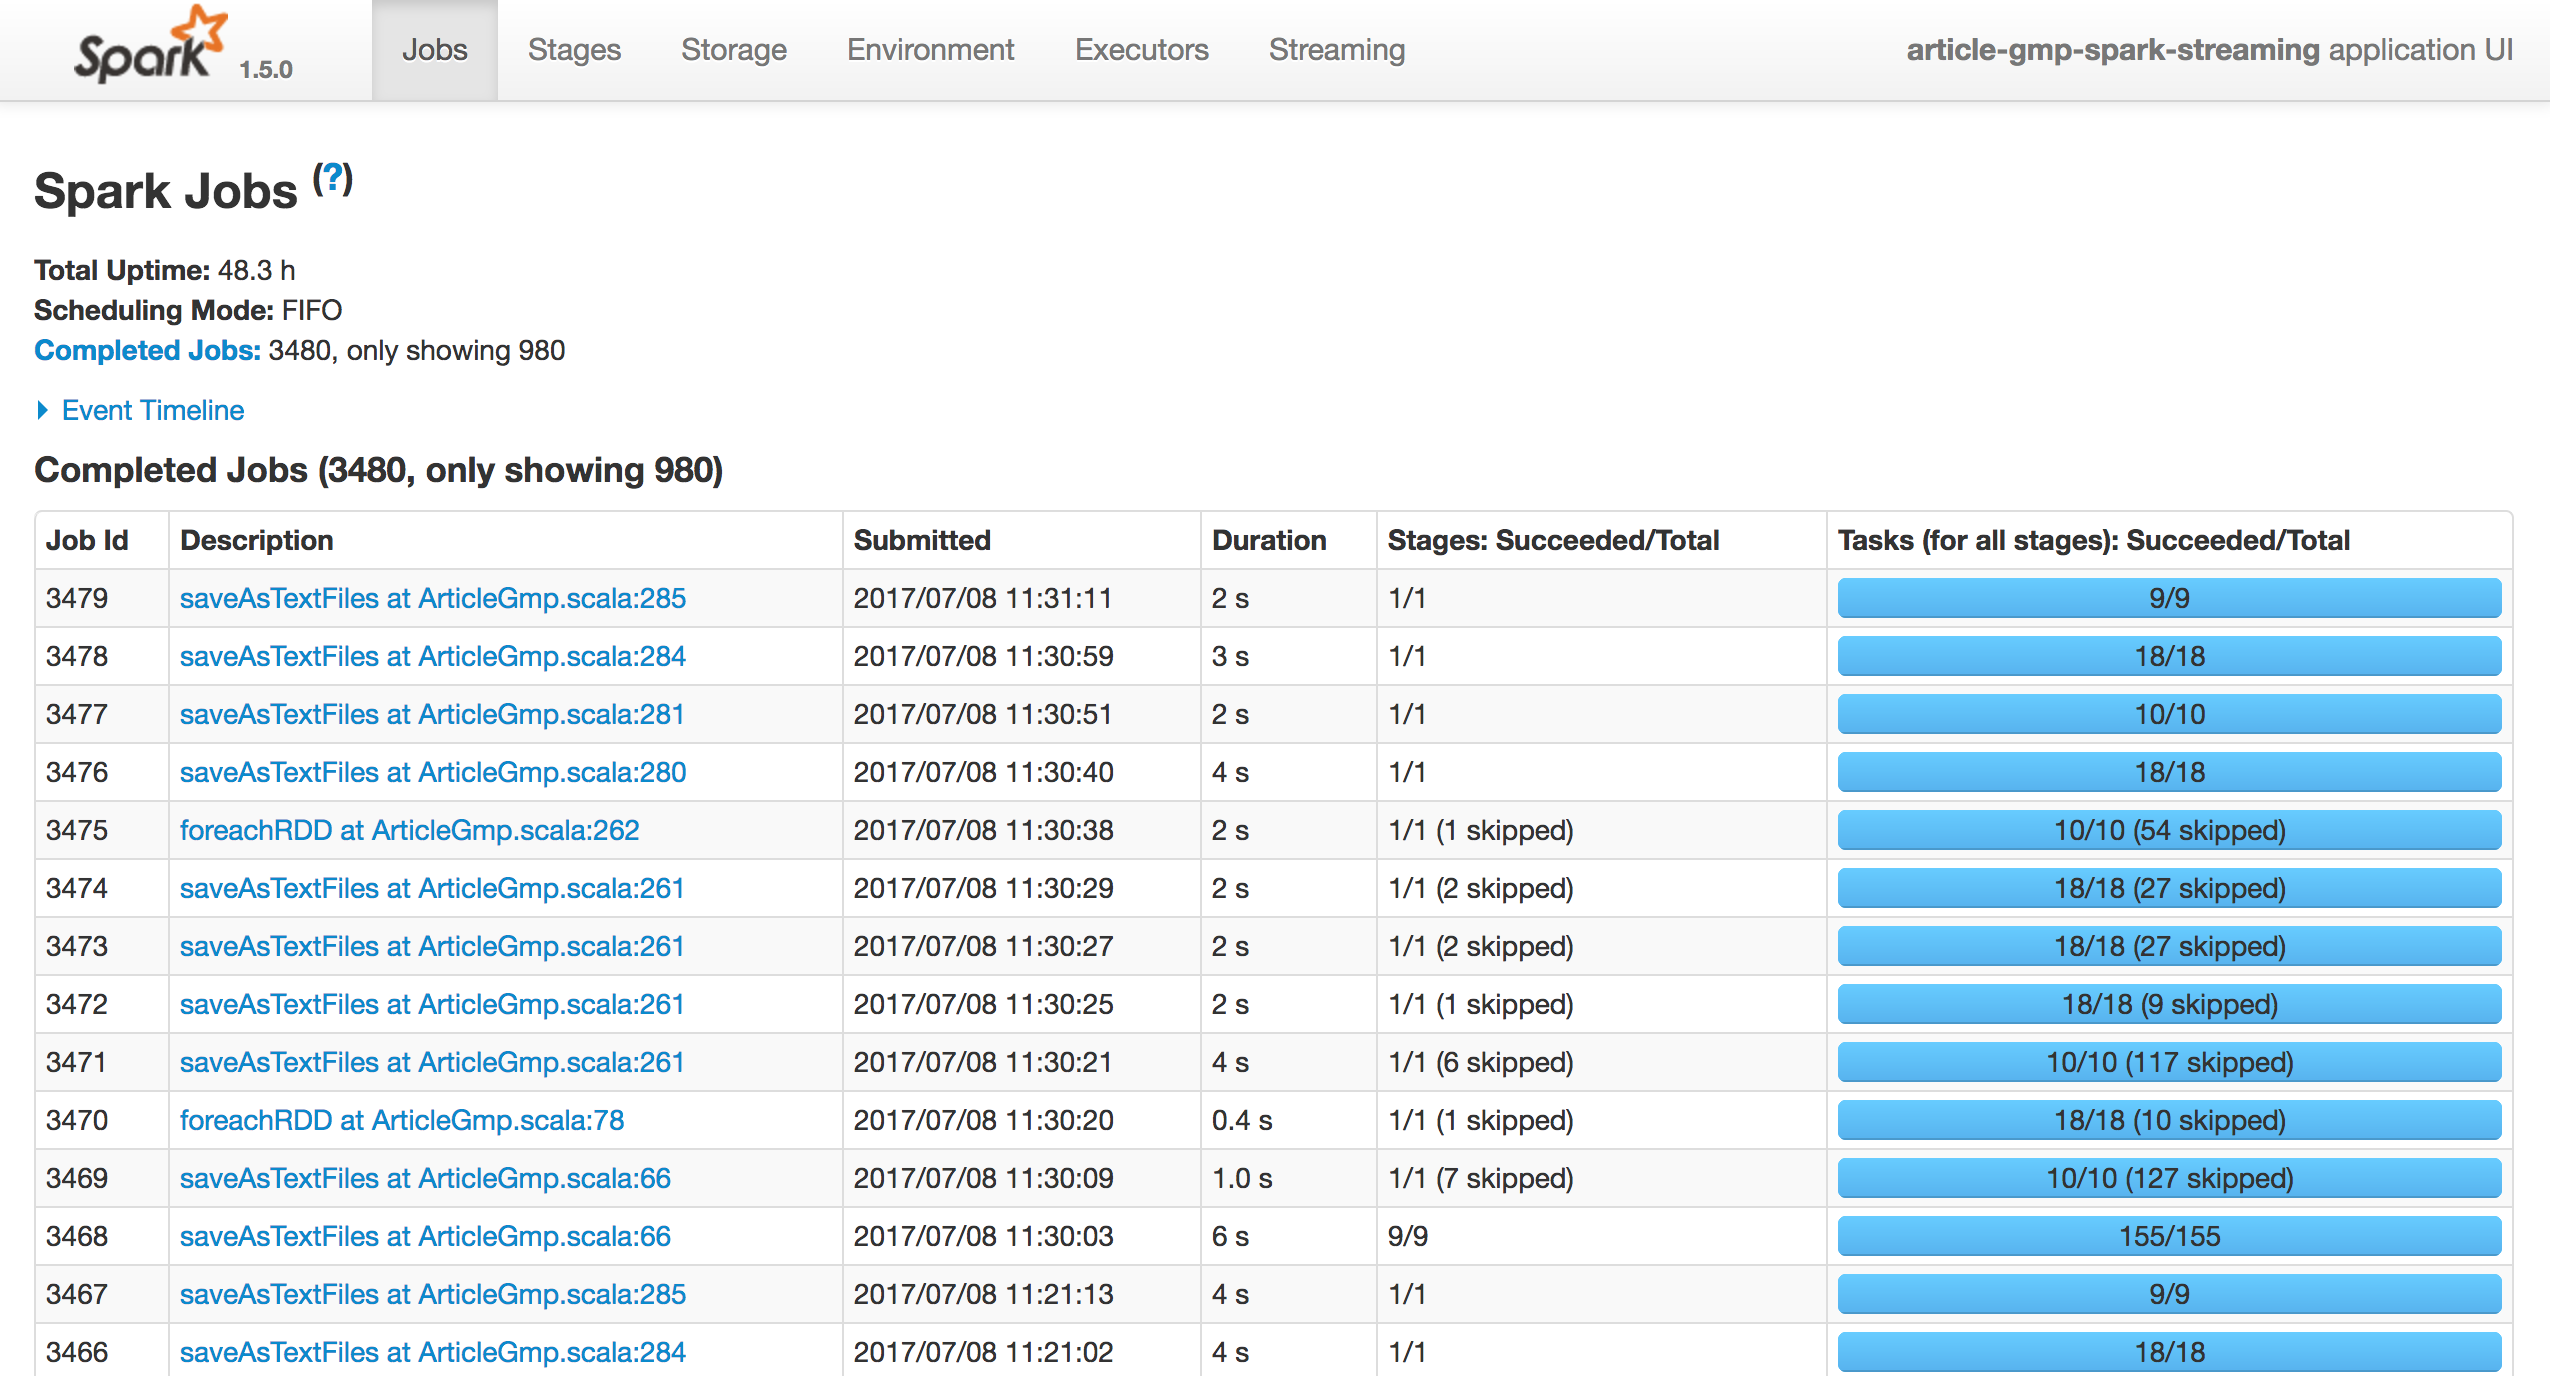 Spark 1.5.0 Jobs Stages Storage Environment Executors Streaming article-gmp-spark-streaming application UI
Spark Jobs (?)
Total Uptime: 48.3 h
Scheduling Mode: FIFO
Completed Jobs: 3480, only showing 980
Event Timeline
Completed Jobs (3480, only showing 980)
Job Id Description Submitted Duration Stages: Succeeded/Total Tasks (for all stages): Succeeded/Total
3479 saveAsTextFiles at ArticleGmp.scala:285 2017/07/08 11:31:11 2 s 1/1 9/9
3478 saveAsTextFiles at ArticleGmp.scala:284 2017/07/08 11:30:59 3 s 1/1 18/18
3477 saveAsTextFiles at ArticleGmp.scala:281 2017/07/08 11:30:51 2 s 1/1 10/10
3476 saveAsTextFiles at ArticleGmp.scala:280 2017/07/08 11:30:40 4 s 1/1 18/18
3475 foreachRDD at ArticleGmp.scala:262 2017/07/08 11:30:38 2 s 1/1 (1 skipped) 10/10 (54 skipped)
3474 saveAsTextFiles at ArticleGmp.scala:261 2017/07/08 11:30:29 2 s 1/1 (2 skipped) 18/18 (27 skipped)
3473 saveAsTextFiles at ArticleGmp.scala:261 2017/07/08 11:30:27 2 s 1/1 (2 skipped) 18/18 (27 skipped)
3472 saveAsTextFiles at ArticleGmp.scala:261 2017/07/08 11:30:25 2 s 1/1 (1 skipped) 18/18 (9 skipped)
3471 saveAsTextFiles at ArticleGmp.scala:261 2017/07/08 11:30:21 4 s 1/1 (6 skipped) 10/10 (117 skipped)
3470 foreachRDD at ArticleGmp.scala:78 2017/07/08 11:30:20 0.4 s 1/1 (1 skipped) 18/18 (10 skipped)
3469 saveAsTextFiles at ArticleGmp.scala:66 2017/07/08 11:30:09 1.0 s 1/1 (7 skipped) 10/10 (127 skipped)
3468 saveAsTextFiles at ArticleGmp.scala:66 2017/07/08 11:30:03 6 s 9/9 155/155
3467 saveAsTextFiles at ArticleGmp.scala:285 2017/07/08 11:21:13 4 s 1/1 9/9
3466 saveAsTextFiles at ArticleGmp.scala:284 2017/07/08 11:21:02 4 s 1/1 18/18